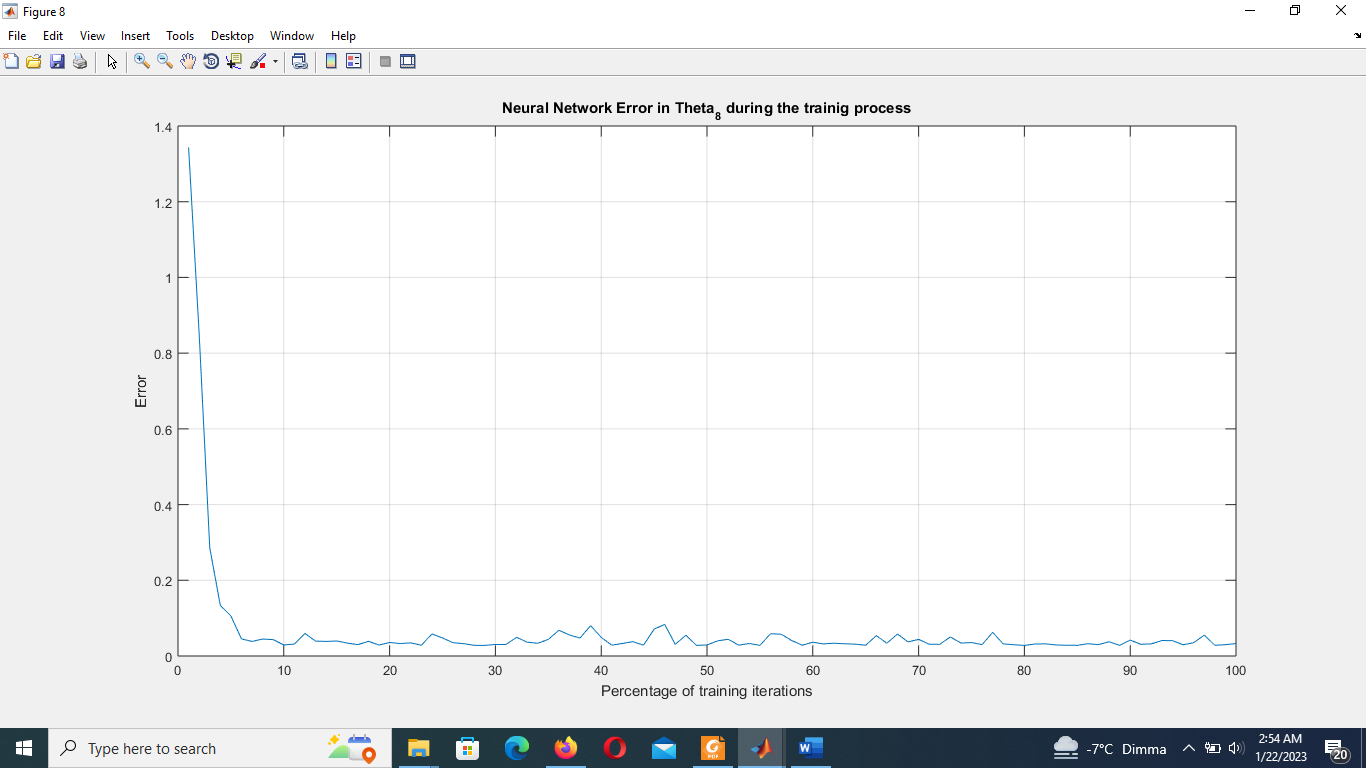 Figure 8
File Edit View Insert Tools Desktop Window Help
Neural Network Error in Theta8 during the trainig process
1.4
1.2
1
0.8
0.6
0.4
0.2
0
Error
0 10 20 30 40 50 60 70 80 90 100
Percentage of training iterations
Type here to search
G
PDF
W
-7°C Dimma
2:54 AM
1/22/2023
20